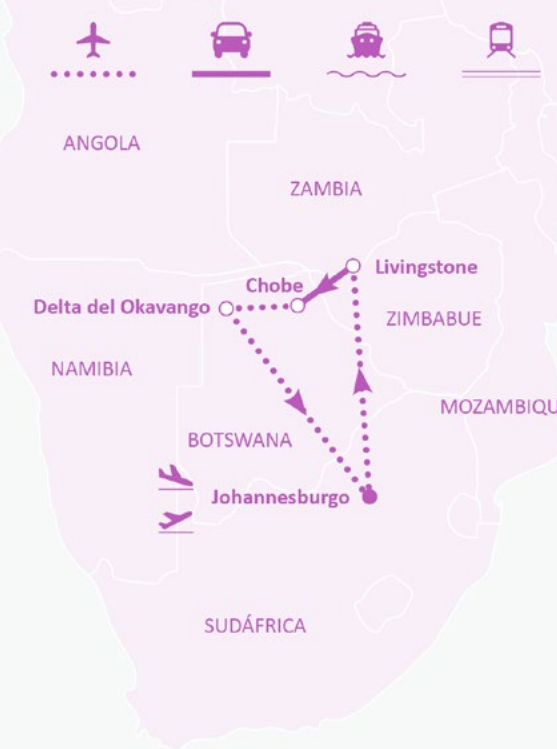 ANGOLA
ZAMBIA
Livingstone
Chobe
Delta del Okavango
ZIMBABUE
NAMIBIA
MOZAMBIQU
BOTSWANA
Johannesburgo
SUDÁFRICA